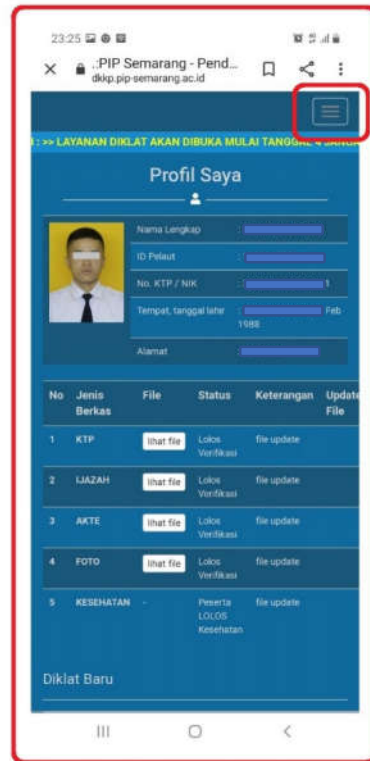 23:25
.:PIP Semarang - Pend...
dkkp.pip-semarang.ac.id
: >> LAYANAN DIKLAT AKAN DIBUKA MULAI TANGGAL 4
Profil Saya
Nama Lengkap :
ID Pelaut :
No. KTP / NIK : 1
Tempat, tanggal lahir : Feb
1988
Alamat :
No Jenis Berkas File Status Keterangan Update File
1 KTP lihat file Lolos Verifikasi file update
2 IJAZAH lihat file Lolos Verifikasi file update
3 AKTE lihat file Lolos Verifikasi file update
4 FOTO lihat file Lolos Verifikasi file update
5 KESEHATAN - Peserta LOLOS Kesehatan file update
Diklat Baru